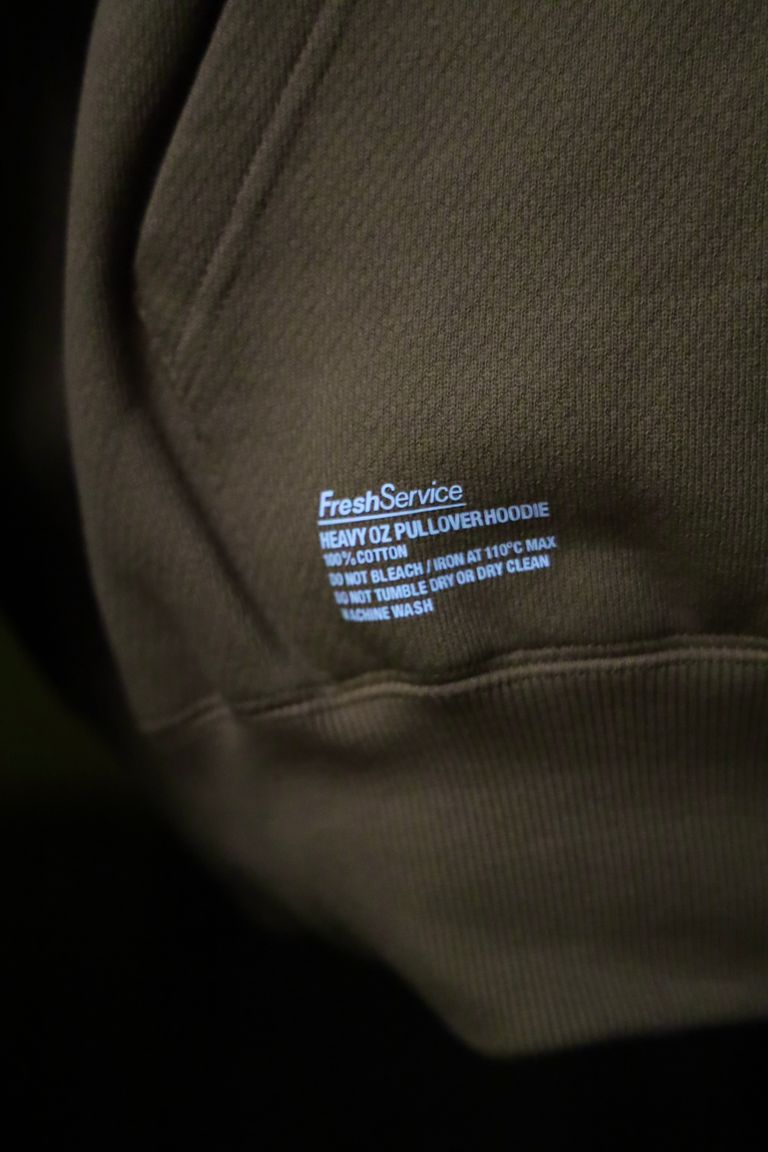 FreshService
HEAVY OZ PULLOVER HOODIE
100% COTTON
DO NOT BLEACH / IRON AT 110°C MAX
DO NOT TUMBLE DRY OR DRY CLEAN
MACHINE WASH